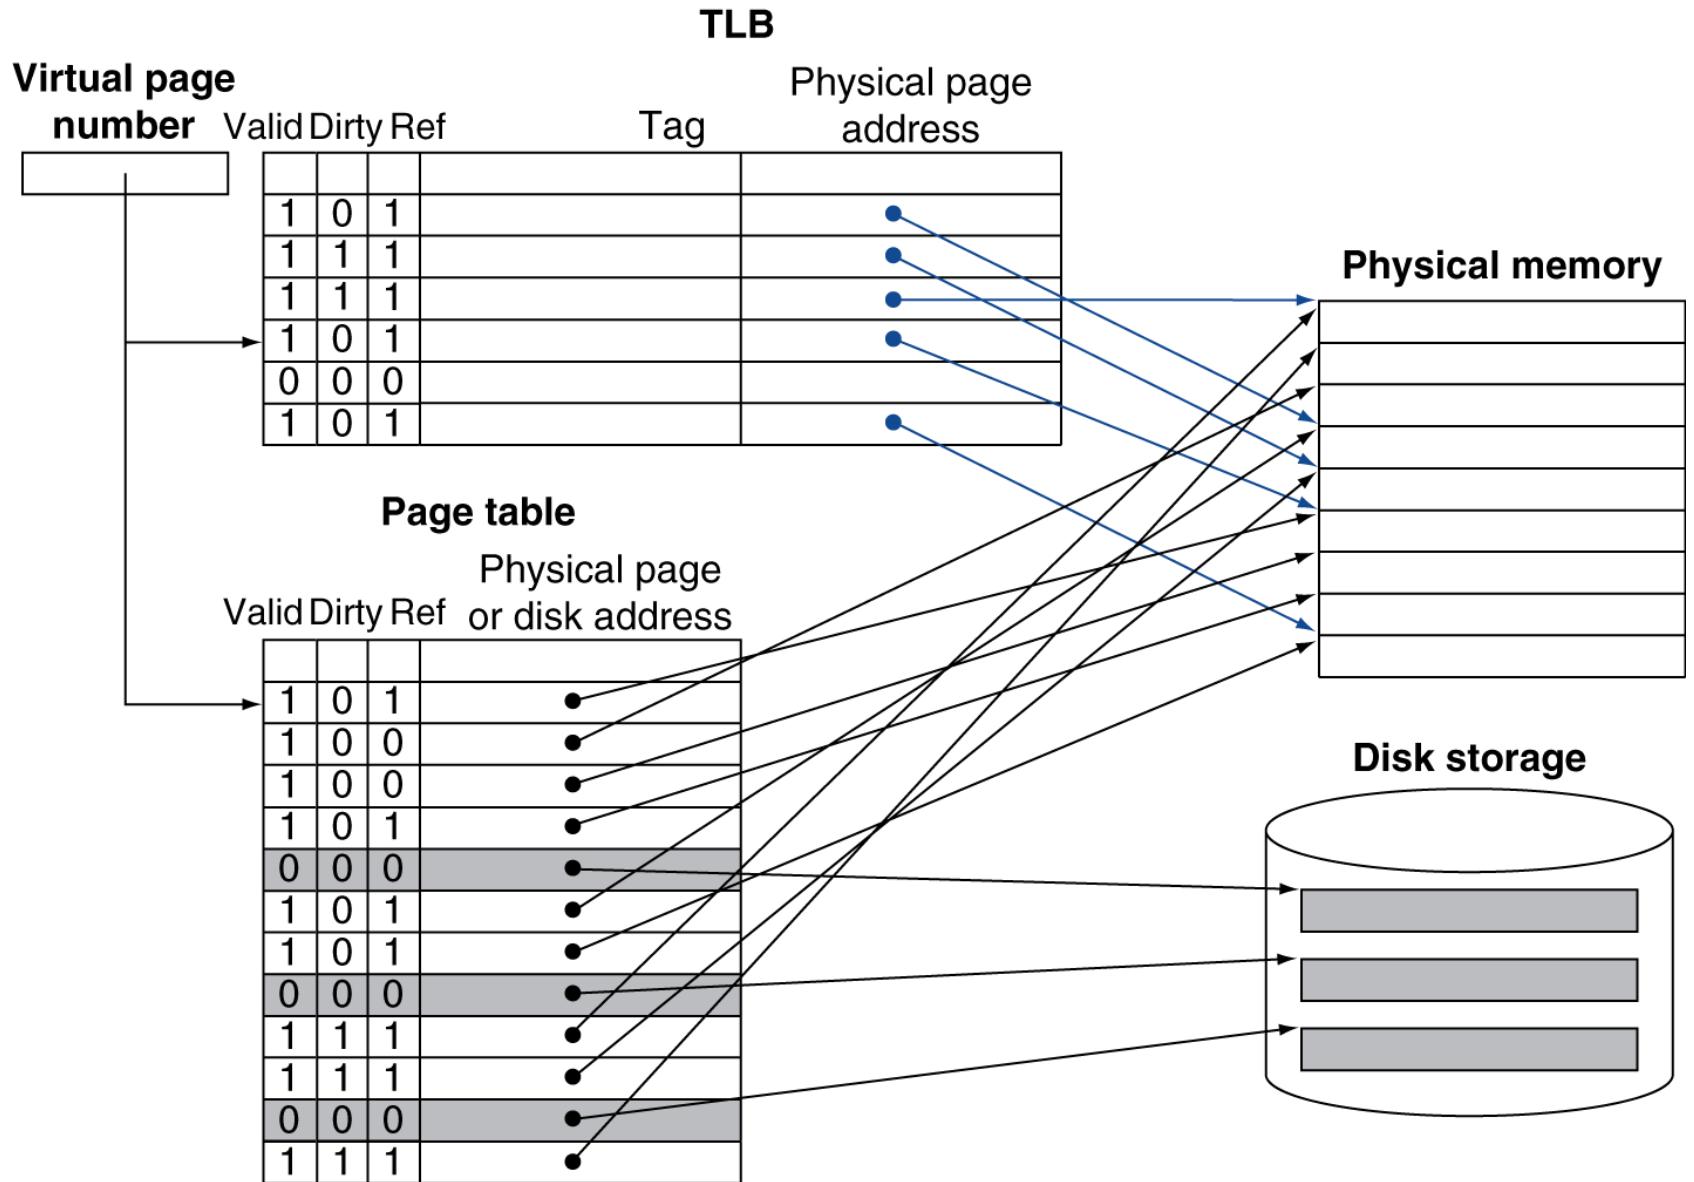 TLB
Virtual page
number
Valid Dirty Ref Tag Physical page
address
1 0 1
1 1 1
1 1 1
1 0 1
0 0 0
1 0 1
Physical memory
Page table
Valid Dirty Ref Physical page
or disk address
1 0 1
1 0 0
1 0 0
1 0 1
0 0 0
1 0 1
1 0 1
0 0 0
1 1 1
1 1 1
0 0 0
1 1 1
Disk storage